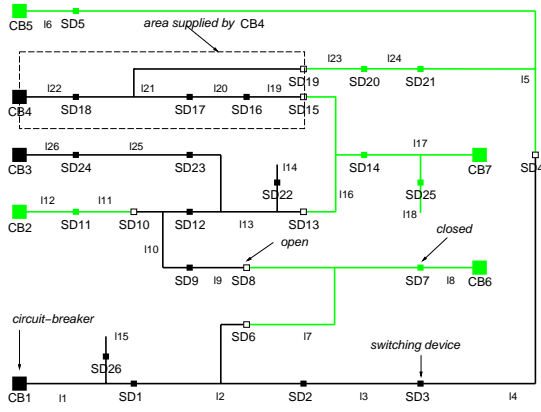 l6 SD5
CB5
area supplied by CB4
l23 l24
l22 l21 l20 l19 SD19 SD20 SD21 l5
CB4 SD18 SD17 SD16 SD15
l26 l25 l17
CB3 SD24 SD23 l14 SD14 CB7 SD4
SD22 SD25
l12 l11 l16 l18
CB2 SD11 SD10 SD12 l13 SD13
l10 open closed
SD9 l9 SD8 SD7 l8 CB6
circuit–breaker l15 SD6 l7 switching device
SD26
CB1 l1 SD1 l2 SD2 l3 SD3 l4